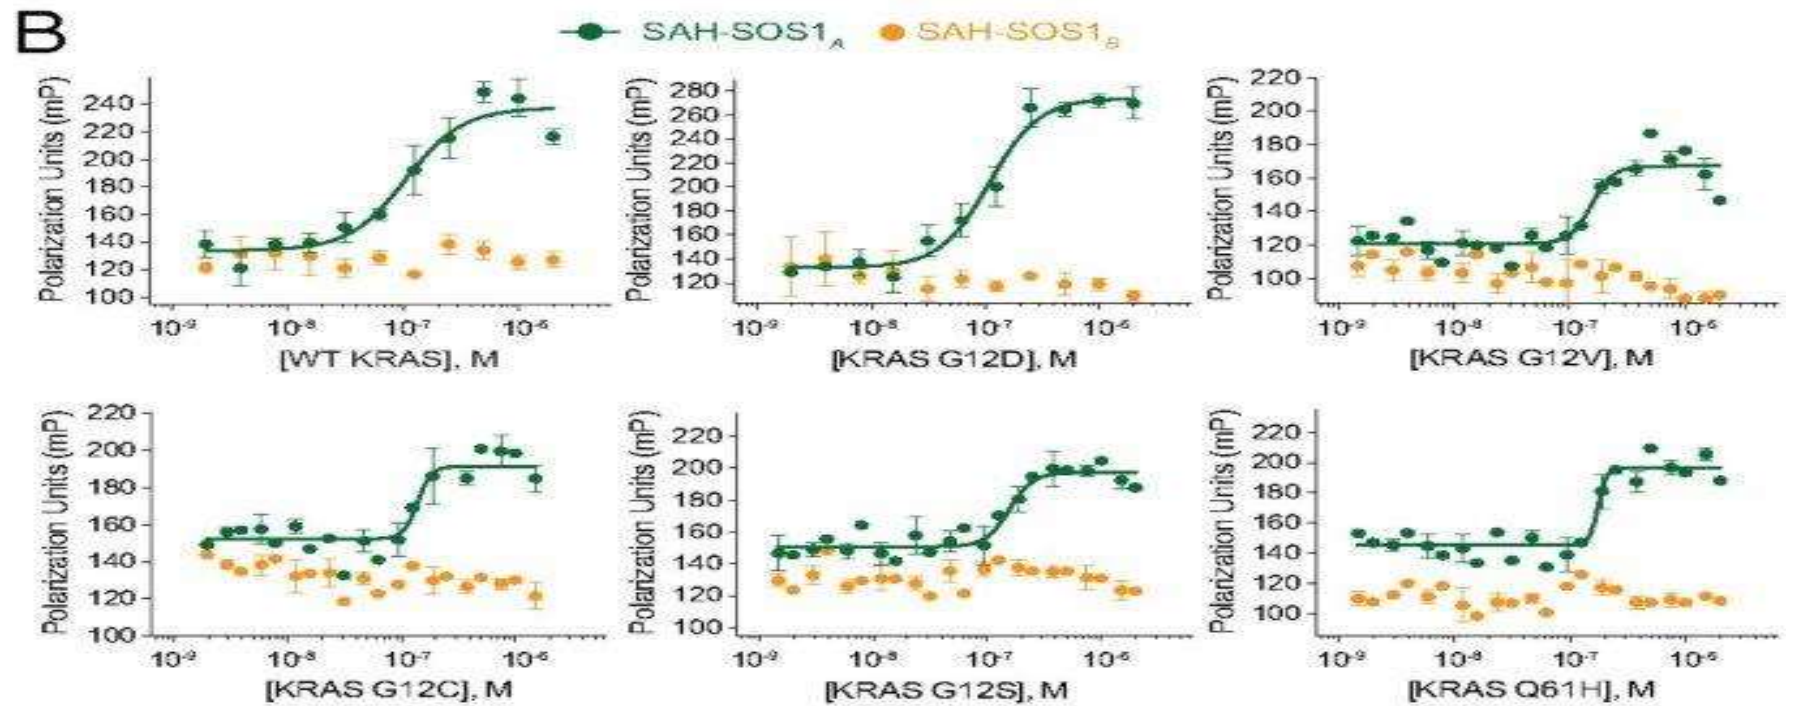 B
SAH-SOS1A SAH-SOS1B
Polarization Units (mP)
240
220
200
180
160
140
120
100
10-9 10-8 10-7 10-6
[WT KRAS], M
Polarization Units (mP)
280
260
240
220
200
180
160
140
120
10-9 10-8 10-7 10-6
[KRAS G12D], M
Polarization Units (mP)
220
200
180
160
140
120
100
10-9 10-8 10-7 10-6
[KRAS G12V], M
Polarization Units (mP)
220
200
180
160
140
120
100
10-9 10-8 10-7 10-6
[KRAS G12C], M
Polarization Units (mP)
220
200
180
160
140
120
100
10-9 10-8 10-7 10-6
[KRAS G12S], M
Polarization Units (mP)
220
200
180
160
140
120
100
10-9 10-8 10-7 10-6
[KRAS Q61H], M